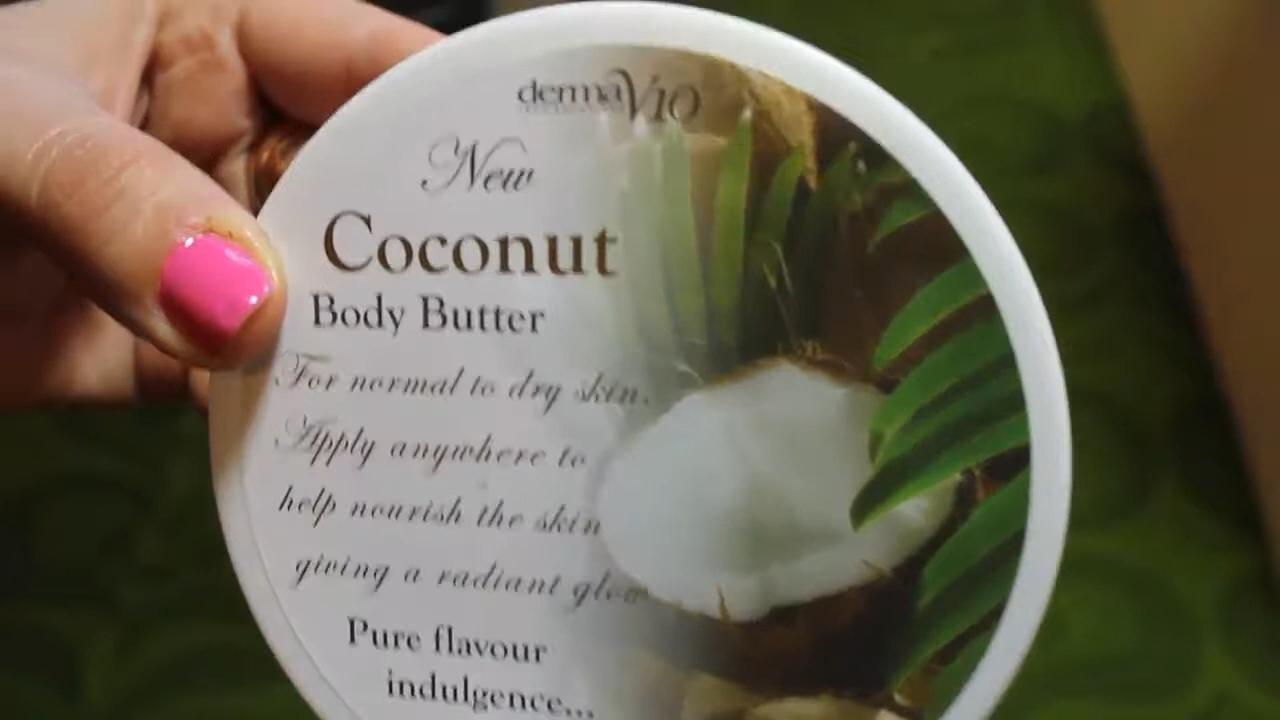 dermaV10
New
Coconut
Body Butter
For normal to dry skin.
Apply anywhere to
help nourish the skin
giving a radiant glow
Pure flavour
indulgence...